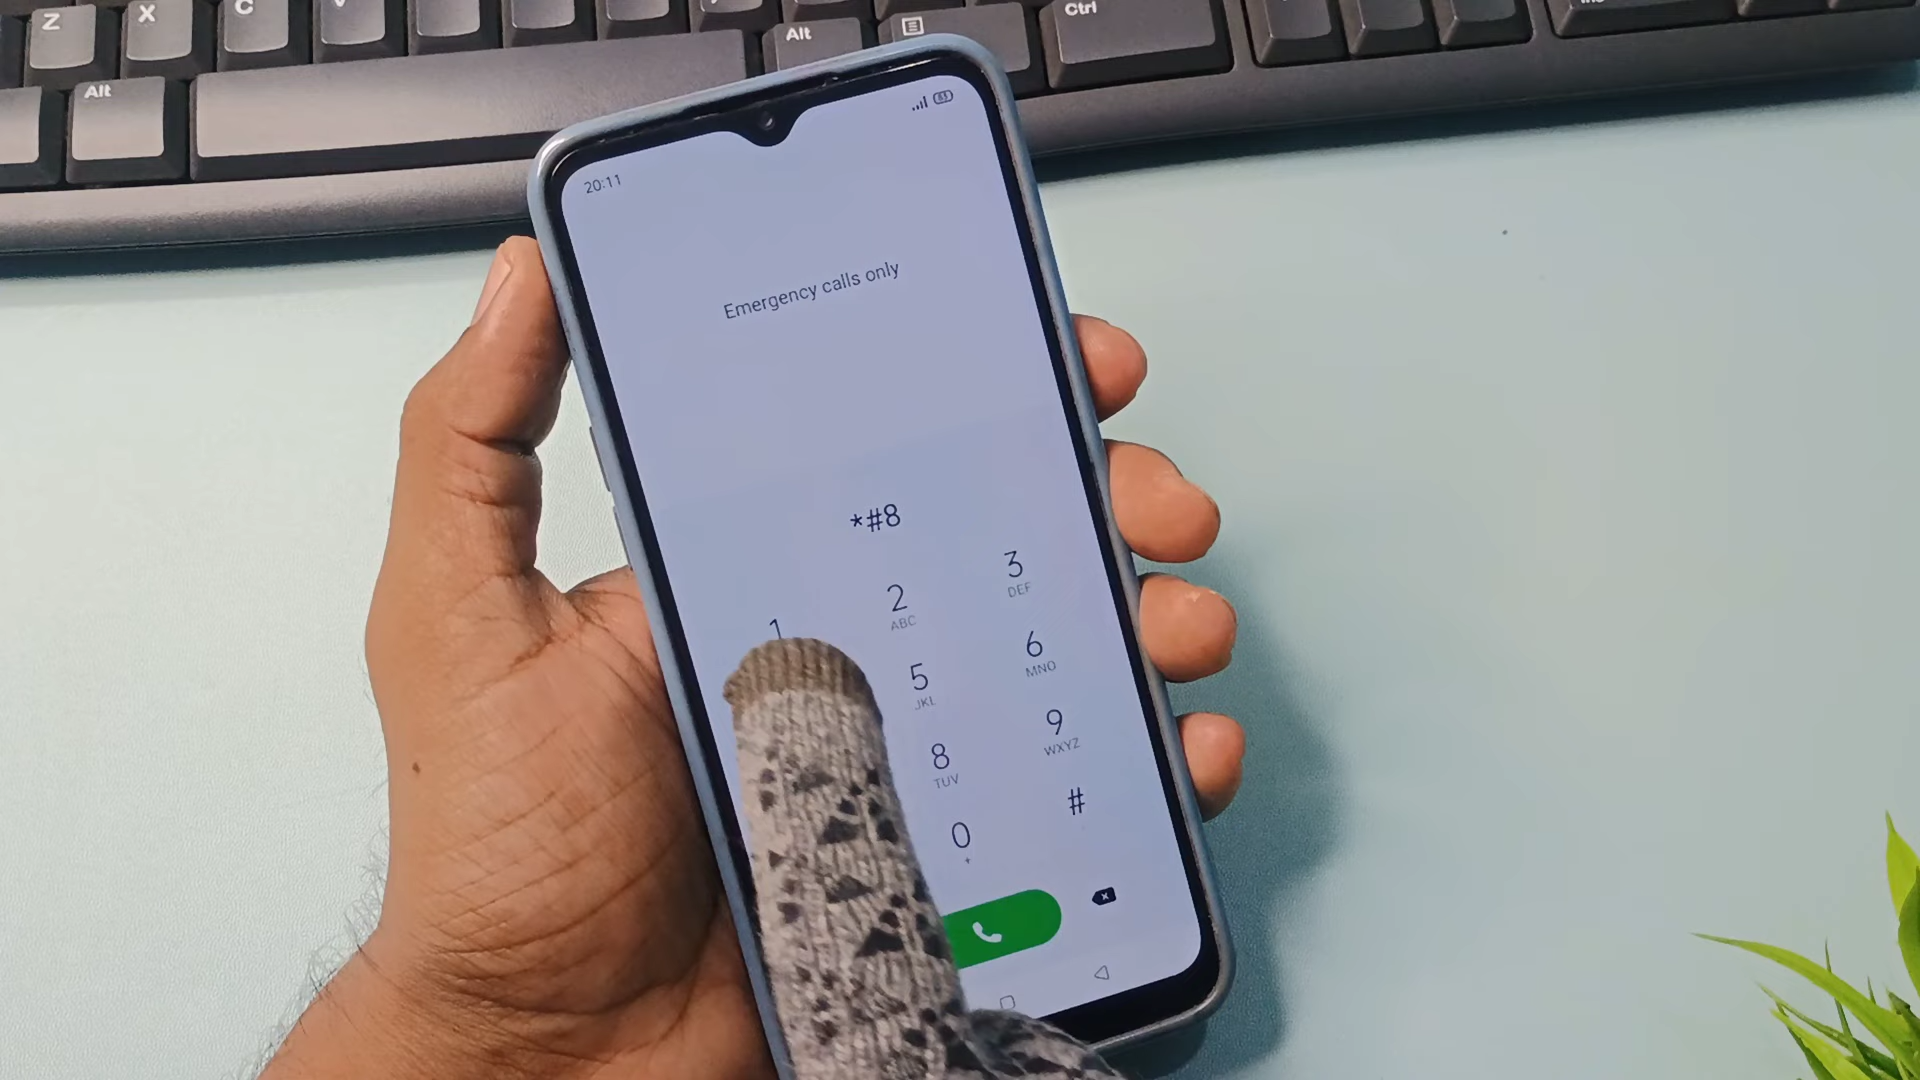 Z X C V
Alt Ctrl
Alt
20:11
83
Emergency calls only
*#8
1
2
ABC
3
DEF
5
JKL
6
MNO
8
TUV
9
WXYZ
0
+
#